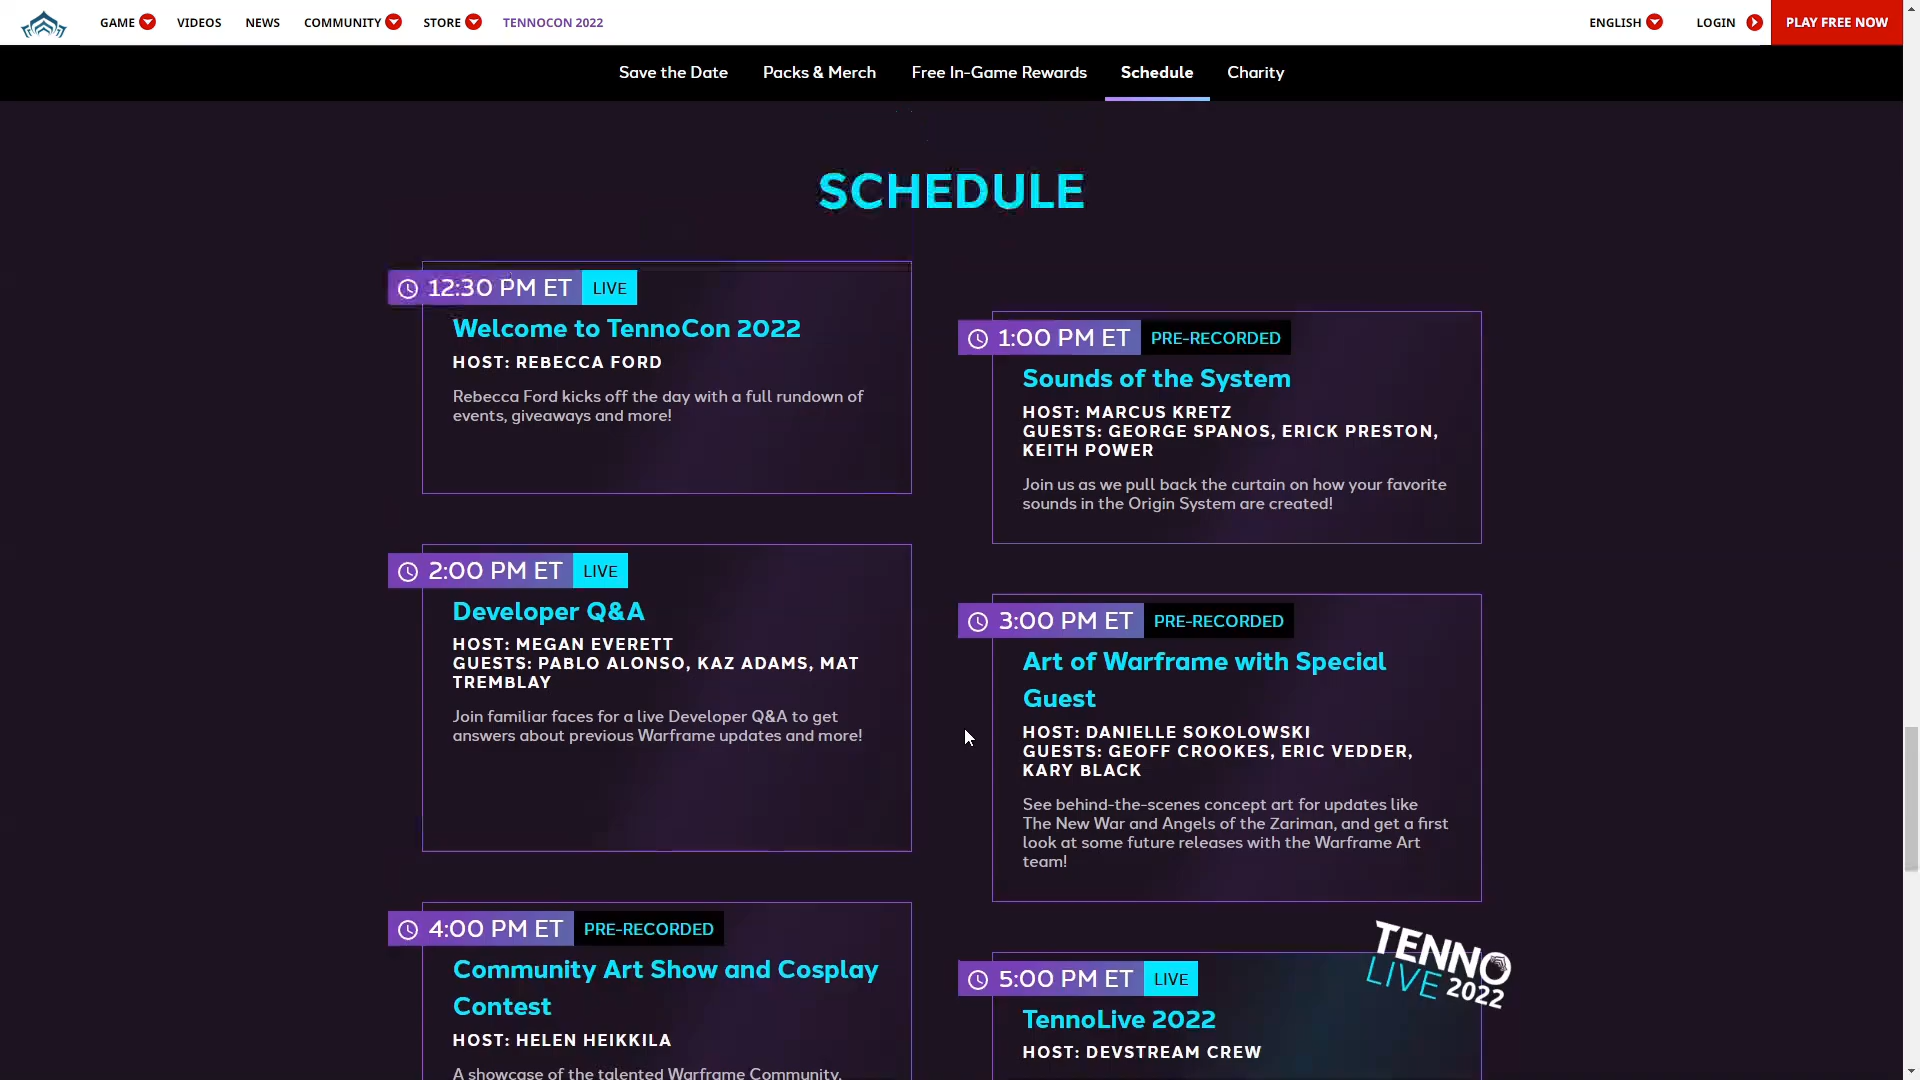 GAME
VIDEOS
NEWS
COMMUNITY
STORE
TENNOCON 2022
ENGLISH
LOGIN
PLAY FREE NOW
Save the Date
Packs & Merch
Free In-Game Rewards
Schedule
Charity
SCHEDULE
12:30 PM ET LIVE
Welcome to TennoCon 2022
HOST: REBECCA FORD
Rebecca Ford kicks off the day with a full rundown of
events, giveaways and more!
1:00 PM ET PRE-RECORDED
Sounds of the System
HOST: MARCUS KRETZ
GUESTS: GEORGE SPANOS, ERICK PRESTON,
KEITH POWER
Join us as we pull back the curtain on how your favorite
sounds in the Origin System are created!
2:00 PM ET LIVE
Developer Q&A
HOST: MEGAN EVERETT
GUESTS: PABLO ALONSO, KAZ ADAMS, MAT
TREMBLAY
Join familiar faces for a live Developer Q&A to get
answers about previous Warframe updates and more!
3:00 PM ET PRE-RECORDED
Art of Warframe with Special
Guest
HOST: DANIELLE SOKOLOWSKI
GUESTS: GEOFF CROOKES, ERIC VEDDER,
KARY BLACK
See behind-the-scenes concept art for updates like
The New War and Angels of the Zariman, and get a first
look at some future releases with the Warframe Art
team!
4:00 PM ET PRE-RECORDED
Community Art Show and Cosplay
Contest
HOST: HELEN HEIKKILA
A showcase of the talented Warframe Community,
TENNO
LIVE 2022
5:00 PM ET LIVE
TennoLive 2022
HOST: DEVSTREAM CREW